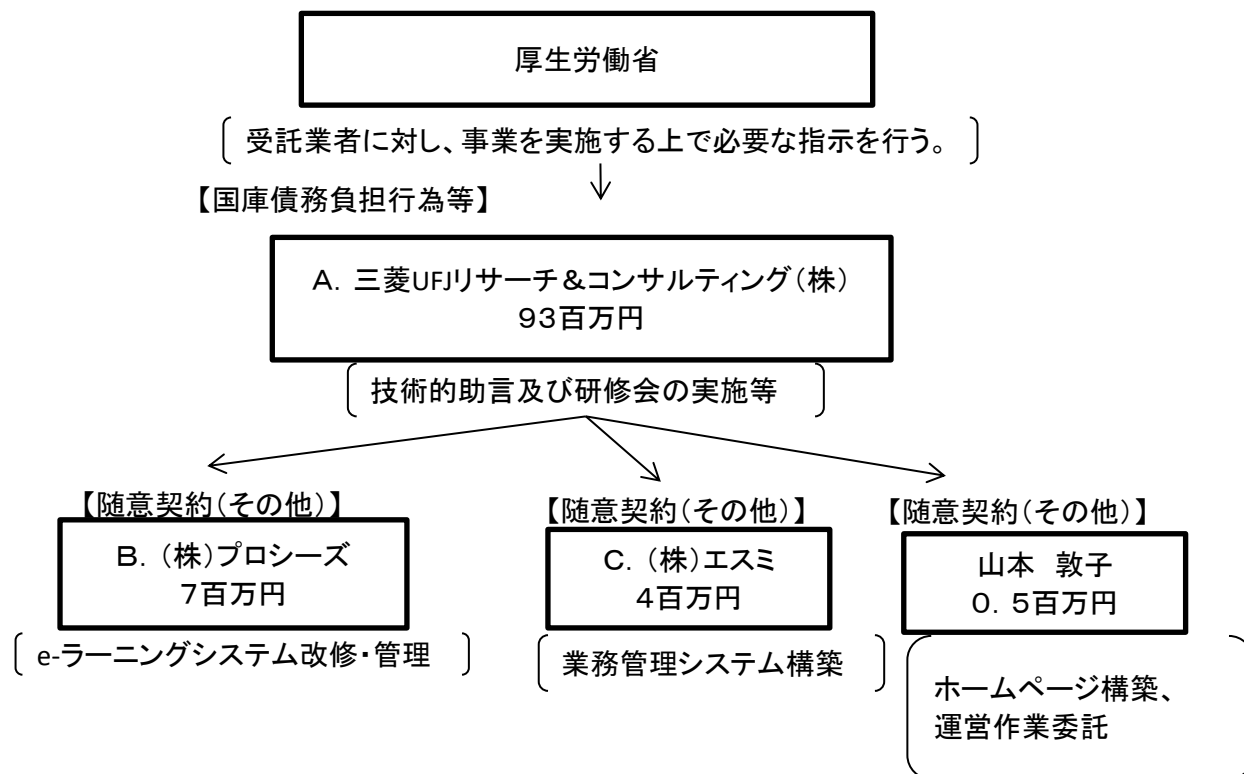 厚生労働省
受託業者に対し、事業を実施する上で必要な指示を行う。
【国庫債務負担行為等】
A. 三菱UFJリサーチ&コンサルティング(株)
93百万円
技術的助言及び研修会の実施等
【随意契約(その他)】
B. (株)プロシーズ
7百万円
e-ラーニングシステム改修・管理
【随意契約(その他)】
C. (株)エスミ
4百万円
業務管理システム構築
【随意契約(その他)】
山本 敦子
0. 5百万円
ホームページ構築、
運営作業委託